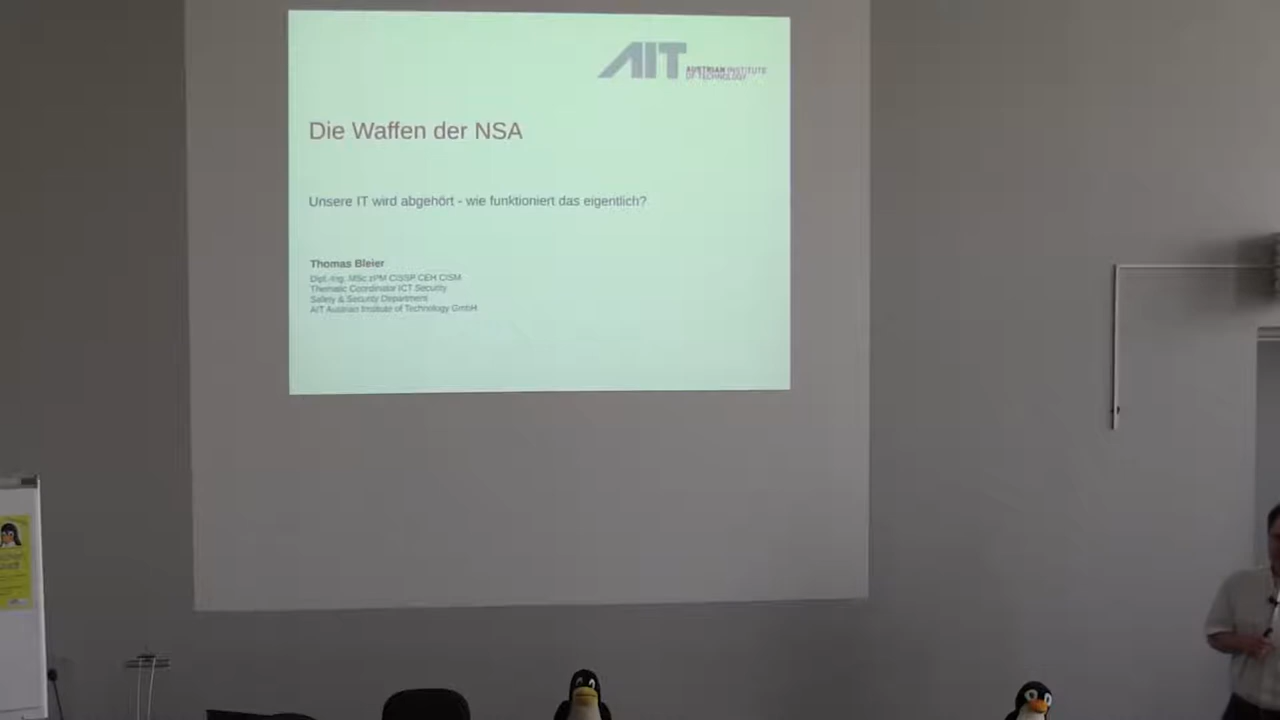 AIT
AUSTRIAN INSTITUTE
OF TECHNOLOGY
Die Waffen der NSA
Unsere IT wird abgehört - wie funktioniert das eigentlich?
Thomas Bleier
Dipl.-Ing. MSc zPM CISSP CEH CISM
Thematic Coordinator ICT Security
Safety & Security Department
AIT Austrian Institute of Technology GmbH